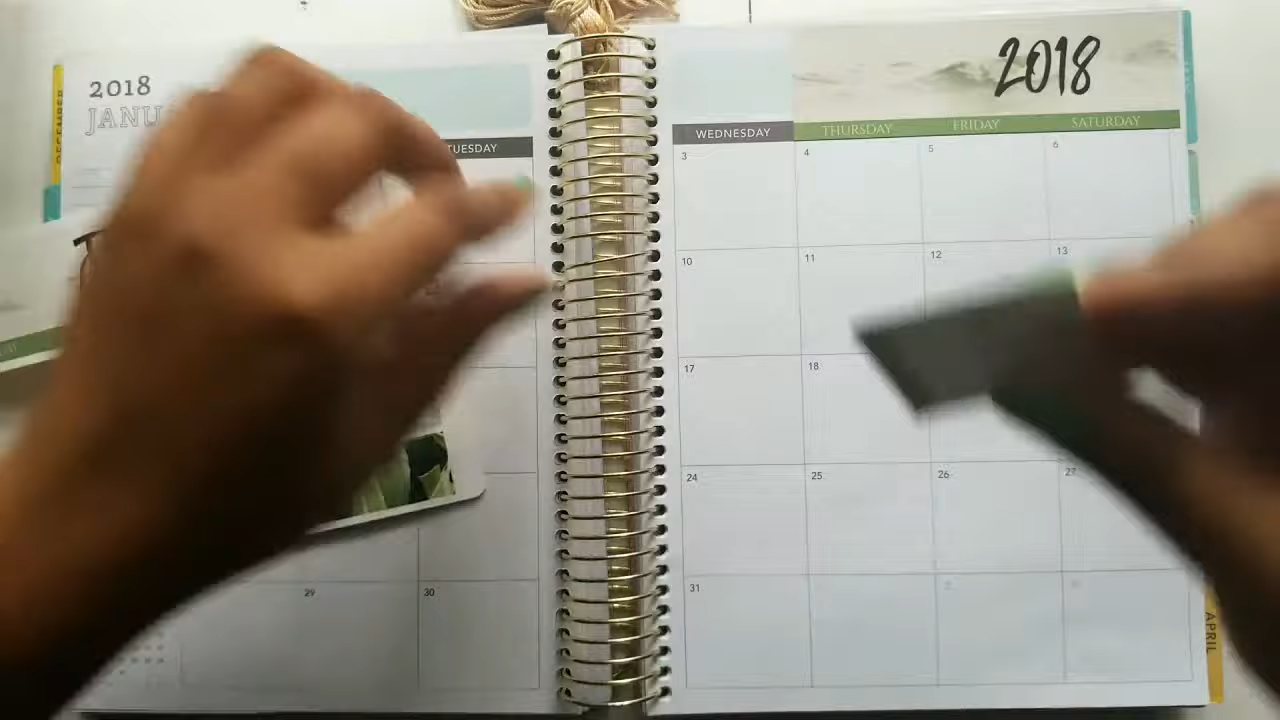 2018
JANU
DECEMBER
TUESDAY
29
30
2018
WEDNESDAY THURSDAY FRIDAY SATURDAY
3 4 5 6
10 11 12 13
17 18
24 25 26 27
31
APRIL